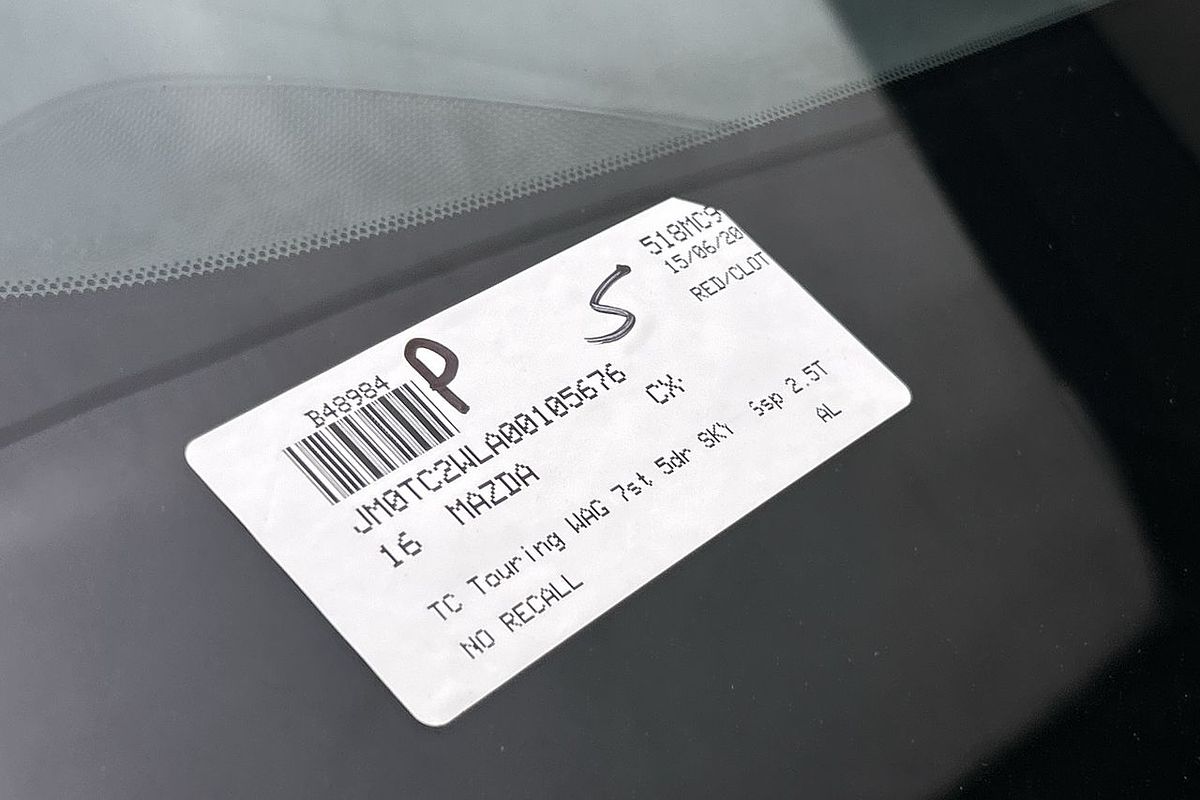 518MC9
15/06/20
RED/CLOT
P
S
B48984
JM0TC2WLA00105676
16 MAZDA CX-
TC Touring WAG 7st 5dr SKY 5sp 2.5T
NO RECALL AL